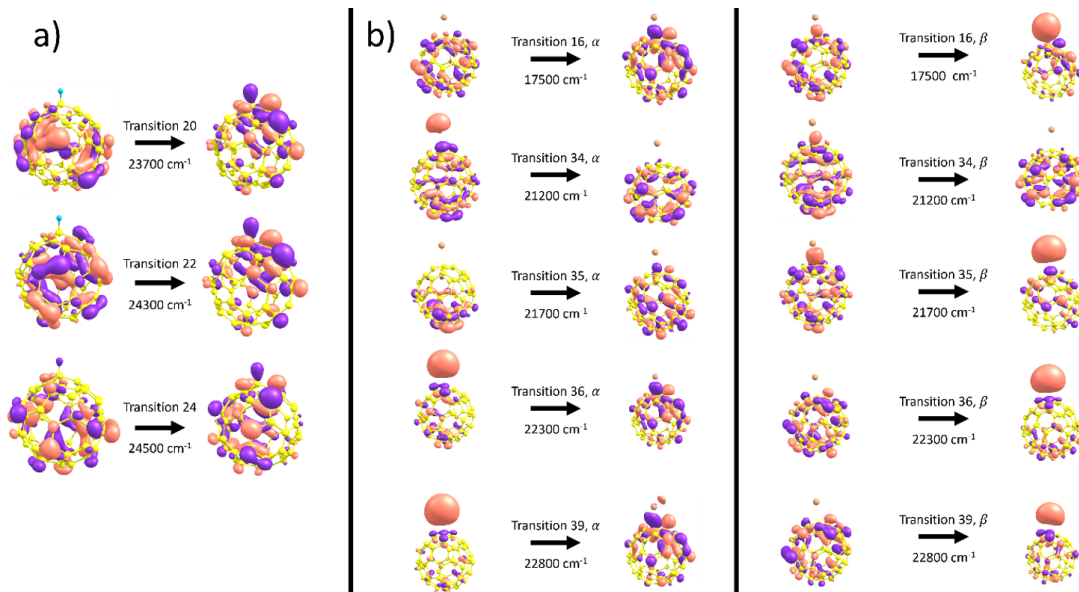 a)
Transition 20
23700 cm⁻¹
Transition 22
24300 cm⁻¹
Transition 24
24500 cm⁻¹
b)
Transition 16, α
17500 cm⁻¹
Transition 34, α
21200 cm⁻¹
Transition 35, α
21700 cm⁻¹
Transition 36, α
22300 cm⁻¹
Transition 39, α
22800 cm⁻¹
Transition 16, β
17500 cm⁻¹
Transition 34, β
21200 cm⁻¹
Transition 35, β
21700 cm⁻¹
Transition 36, β
22300 cm⁻¹
Transition 39, β
22800 cm⁻¹